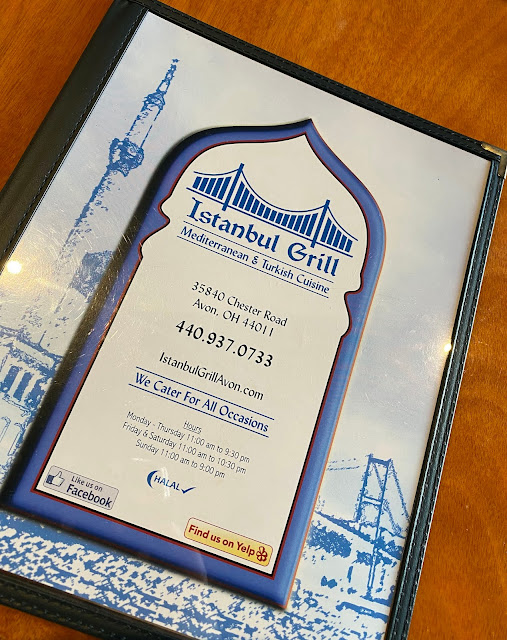 Istanbul Grill
Mediterranean & Turkish Cuisine
35840 Chester Road
Avon, OH 44011
440.937.0733
IstanbulGrillAvon.com
We Cater For All Occasions
Hours
Monday - Thursday 11:00 am to 9:30 pm
Friday & Saturday 11:00 am to 10:30 pm
Sunday 11:00 am to 9:00 pm
HALAL
Like us on
Facebook
Find us on Yelp